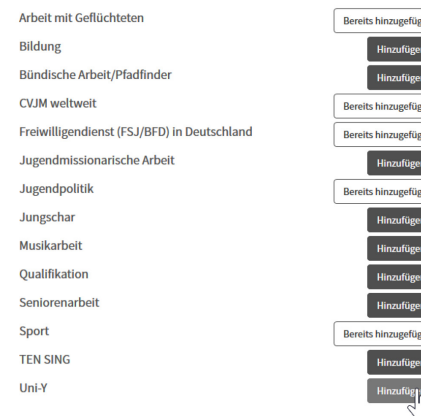 Arbeit mit Geflüchteten Bereits hinzugefüg
Bildung Hinzufüge
Bündische Arbeit/Pfadfinder Hinzufüge
CVJM weltweit Bereits hinzugefüg
Freiwilligendienst (FSJ/BFD) in Deutschland Bereits hinzugefüg
Jugendmissionarische Arbeit Hinzufüge
Jugendpolitik Bereits hinzugefüg
Jungschar Hinzufüge
Musikarbeit Hinzufüge
Qualifikation Hinzufüge
Seniorenarbeit Hinzufüge
Sport Bereits hinzugefüg
TEN SING Hinzufüge
Uni-Y Hinzufüg